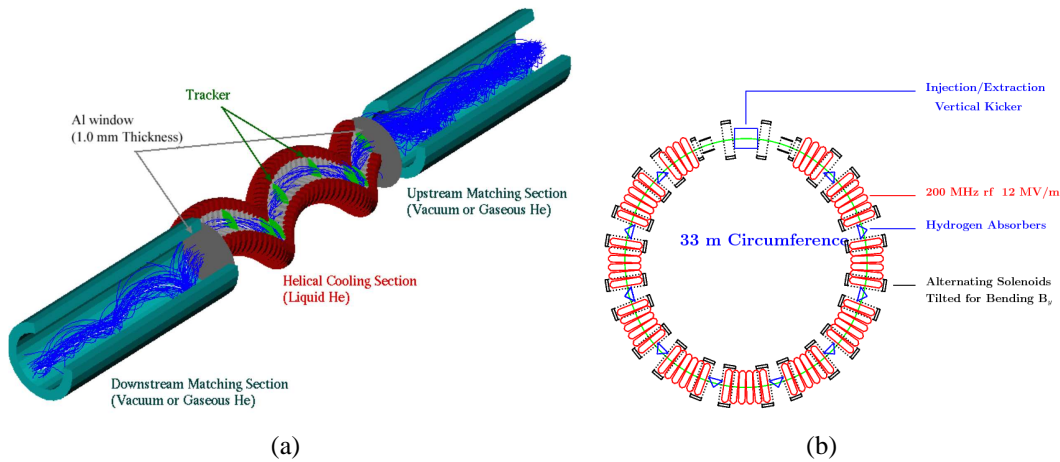 Tracker
Al window
(1.0 mm Thickness)
Upstream Matching Section
(Vacuum or Gaseous He)
Helical Cooling Section
(Liquid He)
Downstream Matching Section
(Vacuum or Gaseous He)
(a)
Injection/Extraction
Vertical Kicker
200 MHz rf 12 MV/m
Hydrogen Absorbers
33 m Circumference
Alternating Solenoids
Tilted for Bending B_y
(b)